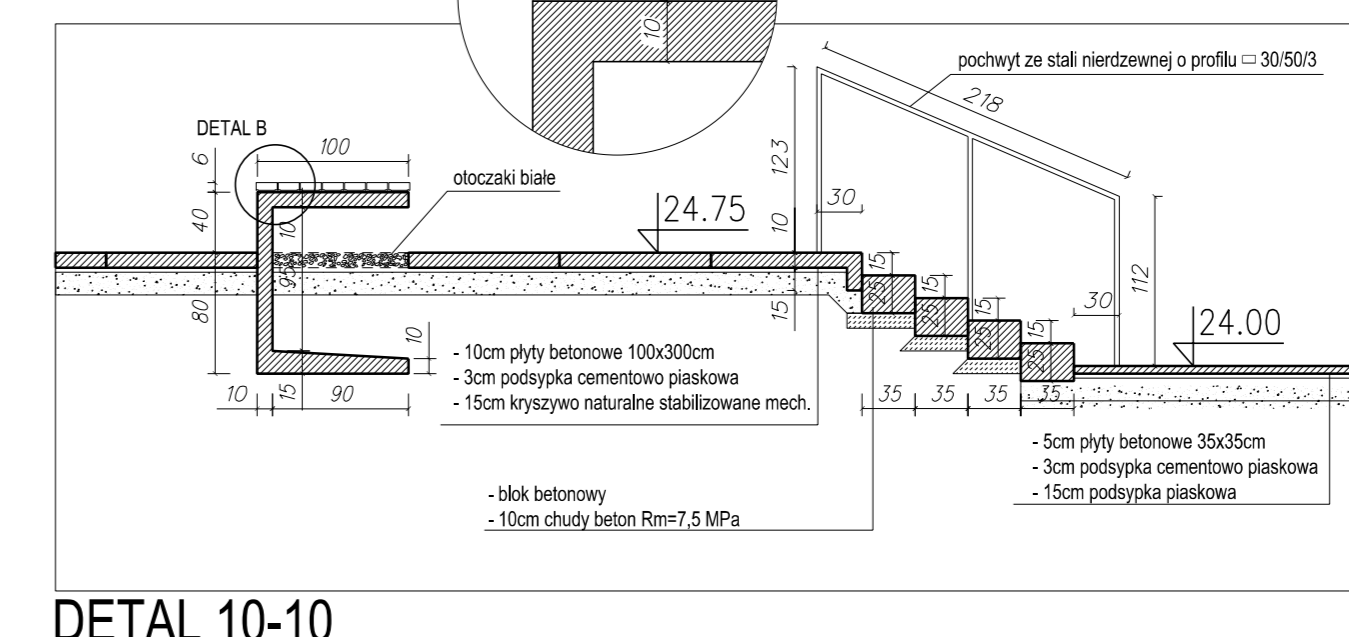 10
pochwyt ze stali nierdzewnej o profilu ▭ 30/50/3
218
DETAL B
100
6
123
otoczaki białe
40
10
24.75
10
30
15
95
112
80
15
25
15
25
15
30
24.00
10
25
15
25
- 10cm płyty betonowe 100x300cm
- 3cm podsypka cementowo piaskowa
- 15cm kryszywo naturalne stabilizowane mech.
10
15
90
35
35
35
35
- 5cm płyty betonowe 35x35cm
- 3cm podsypka cementowo piaskowa
- 15cm podsypka piaskowa
- blok betonowy
- 10cm chudy beton Rm=7,5 MPa
DETAL 10-10